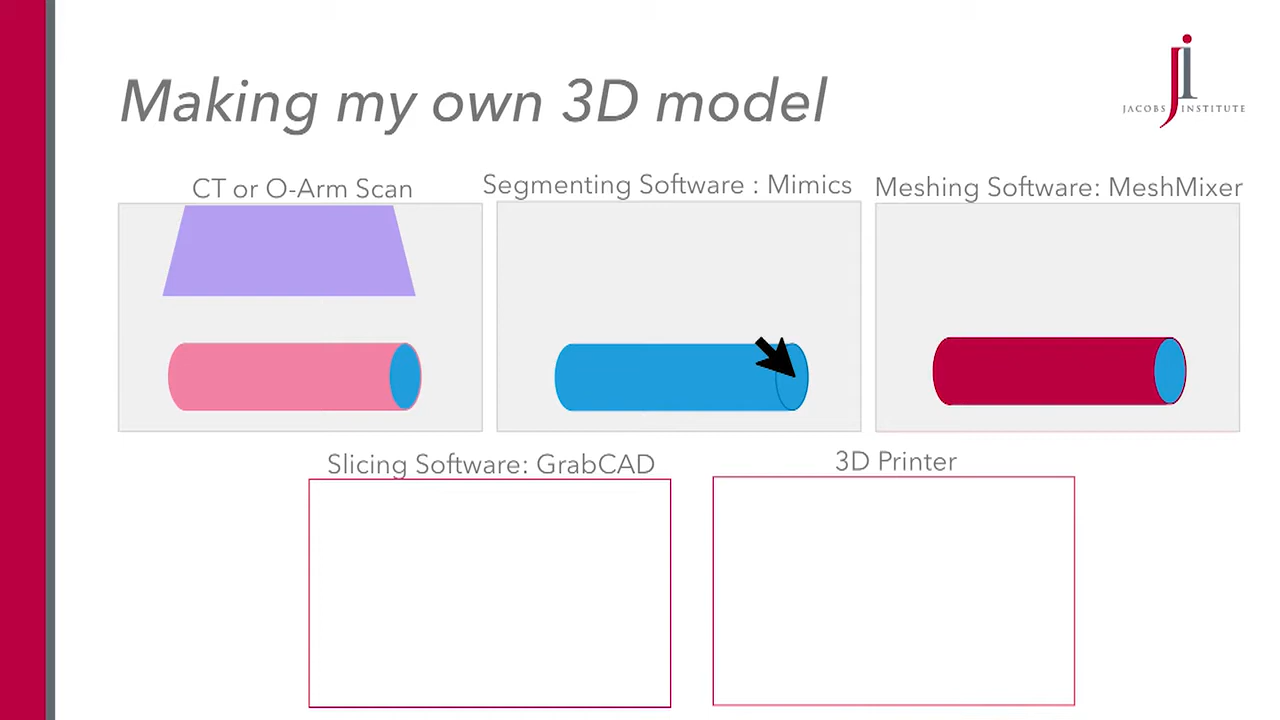 Making my own 3D model
JACOBS INSTITUTE
CT or O-Arm Scan
Segmenting Software : Mimics
Meshing Software: MeshMixer
Slicing Software: GrabCAD
3D Printer